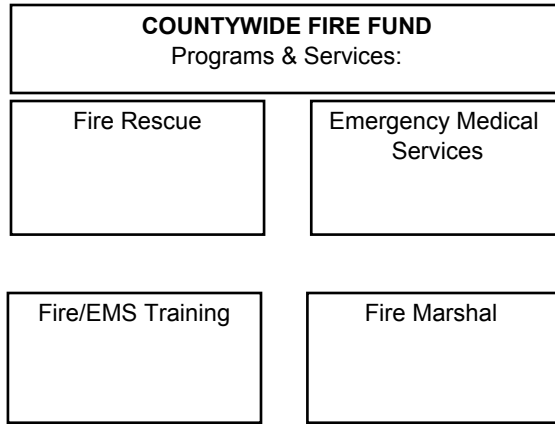 COUNTYWIDE FIRE FUND
Programs & Services:
Fire Rescue
Emergency Medical
Services
Fire/EMS Training
Fire Marshal